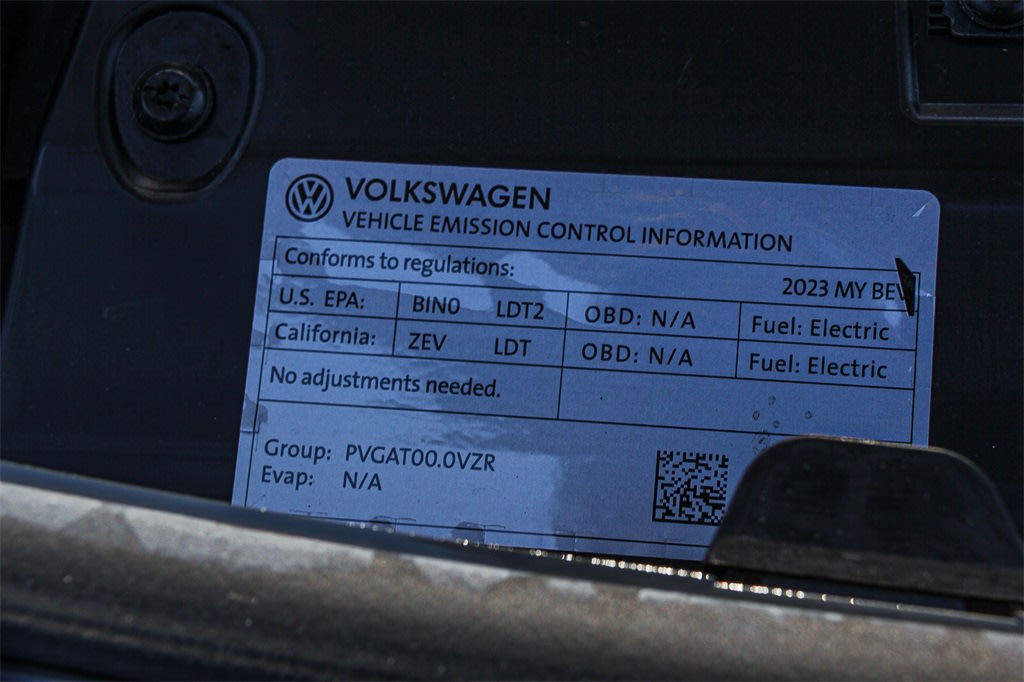 VOLKSWAGEN
VEHICLE EMISSION CONTROL INFORMATION
Conforms to regulations:
2023 MY BEV
U.S. EPA: BIN0 LDT2 OBD: N/A Fuel: Electric
California: ZEV LDT OBD: N/A Fuel: Electric
No adjustments needed.
Group: PVGAT00.0VZR
Evap: N/A